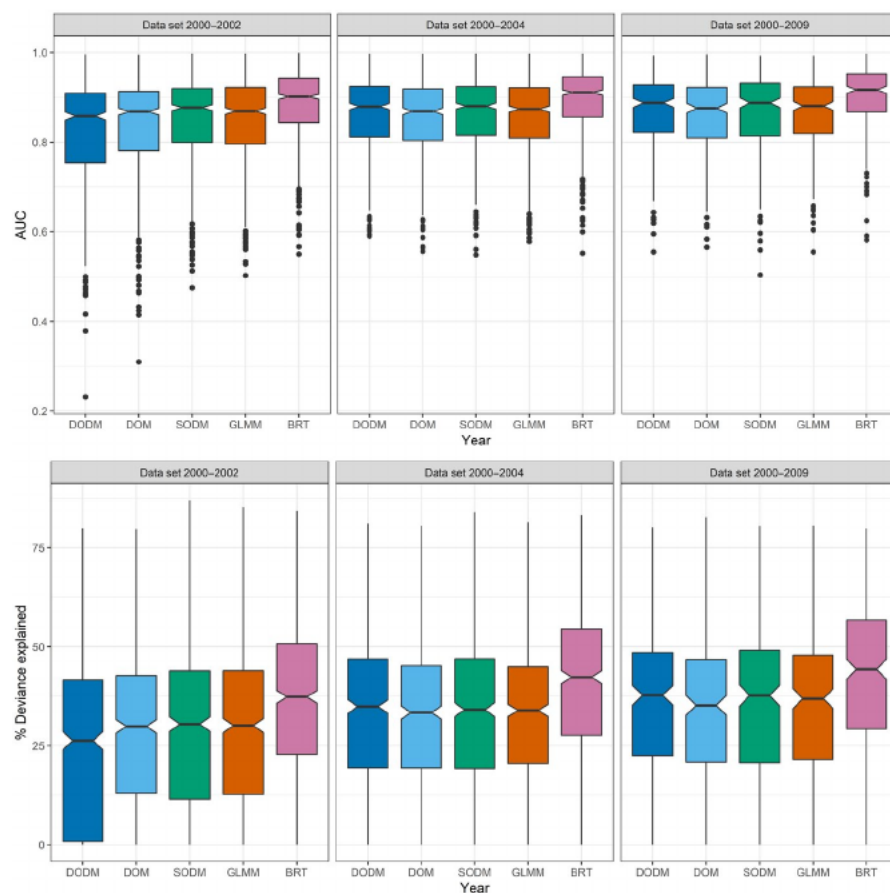 Data set 2000–2002 Data set 2000–2004 Data set 2000–2009
1.0
0.8
0.6
0.4
0.2
AUC
DODM DOM SODM GLMM BRT DODM DOM SODM GLMM BRT DODM DOM SODM GLMM BRT
Year
Data set 2000–2002 Data set 2000–2004 Data set 2000–2009
75
50
25
0
% Deviance explained
DODM DOM SODM GLMM BRT DODM DOM SODM GLMM BRT DODM DOM SODM GLMM BRT
Year